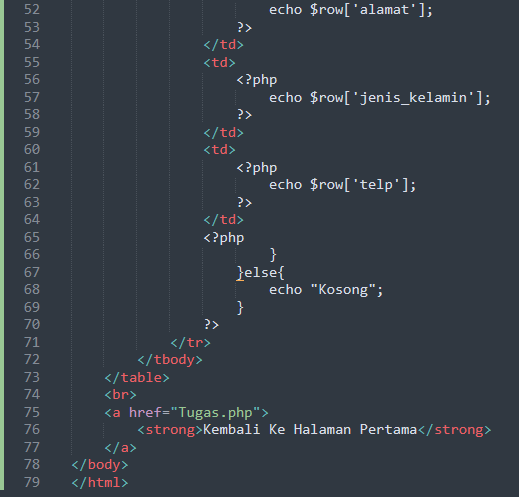 52 echo $row['alamat'];
53 ?>
54 </td>
55 <td>
56 <?php
57 echo $row['jenis_kelamin'];
58 ?>
59 </td>
60 <td>
61 <?php
62 echo $row['telp'];
63 ?>
64 </td>
65 <?php
66 }
67 }else{
68 echo "Kosong";
69 }
70 ?>
71 </tr>
72 </tbody>
73 </table>
74 <br>
75 <a href="Tugas.php">
76 <strong>Kembali Ke Halaman Pertama</strong>
77 </a>
78 </body>
79 </html>